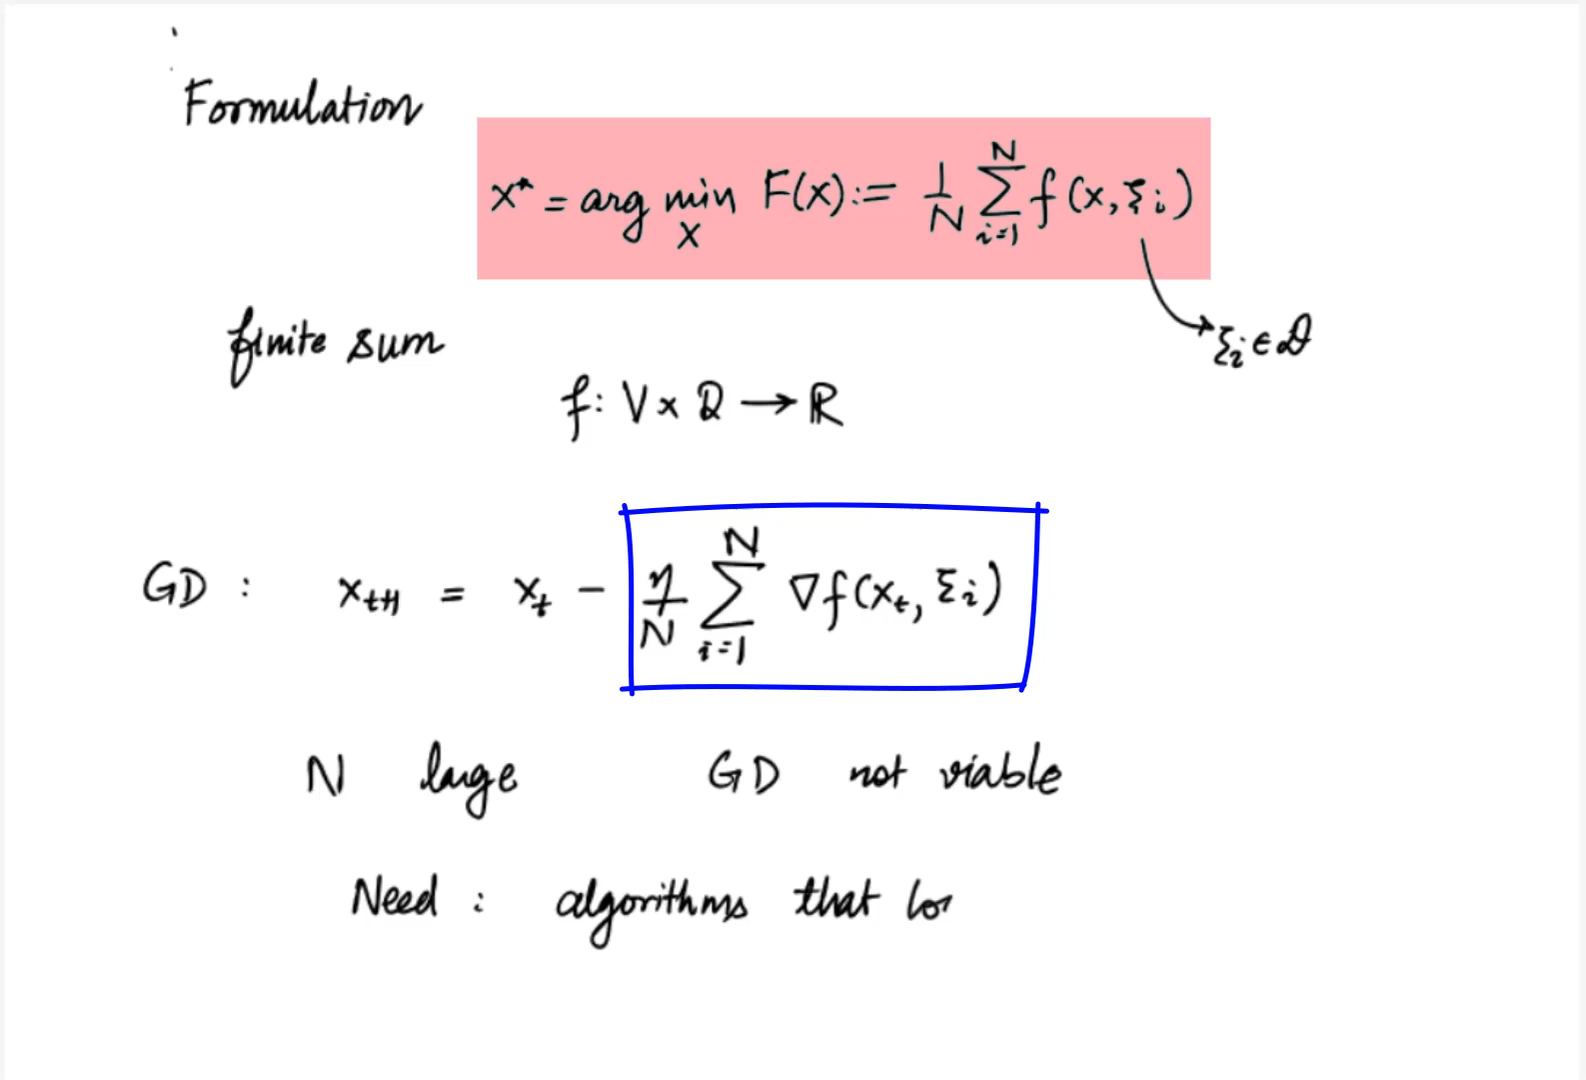 Formulation
x* = arg min_x F(x) := 1/N ∑_{i=1}^{N} f(x, ξ_i)
ξ_i ∈ D
finite sum
f: V × D → ℝ
GD : x_{t+1} = x_t − η/N ∑_{i=1}^{N} ∇f(x_t, ξ_i)
N large GD not viable
Need : algorithms that